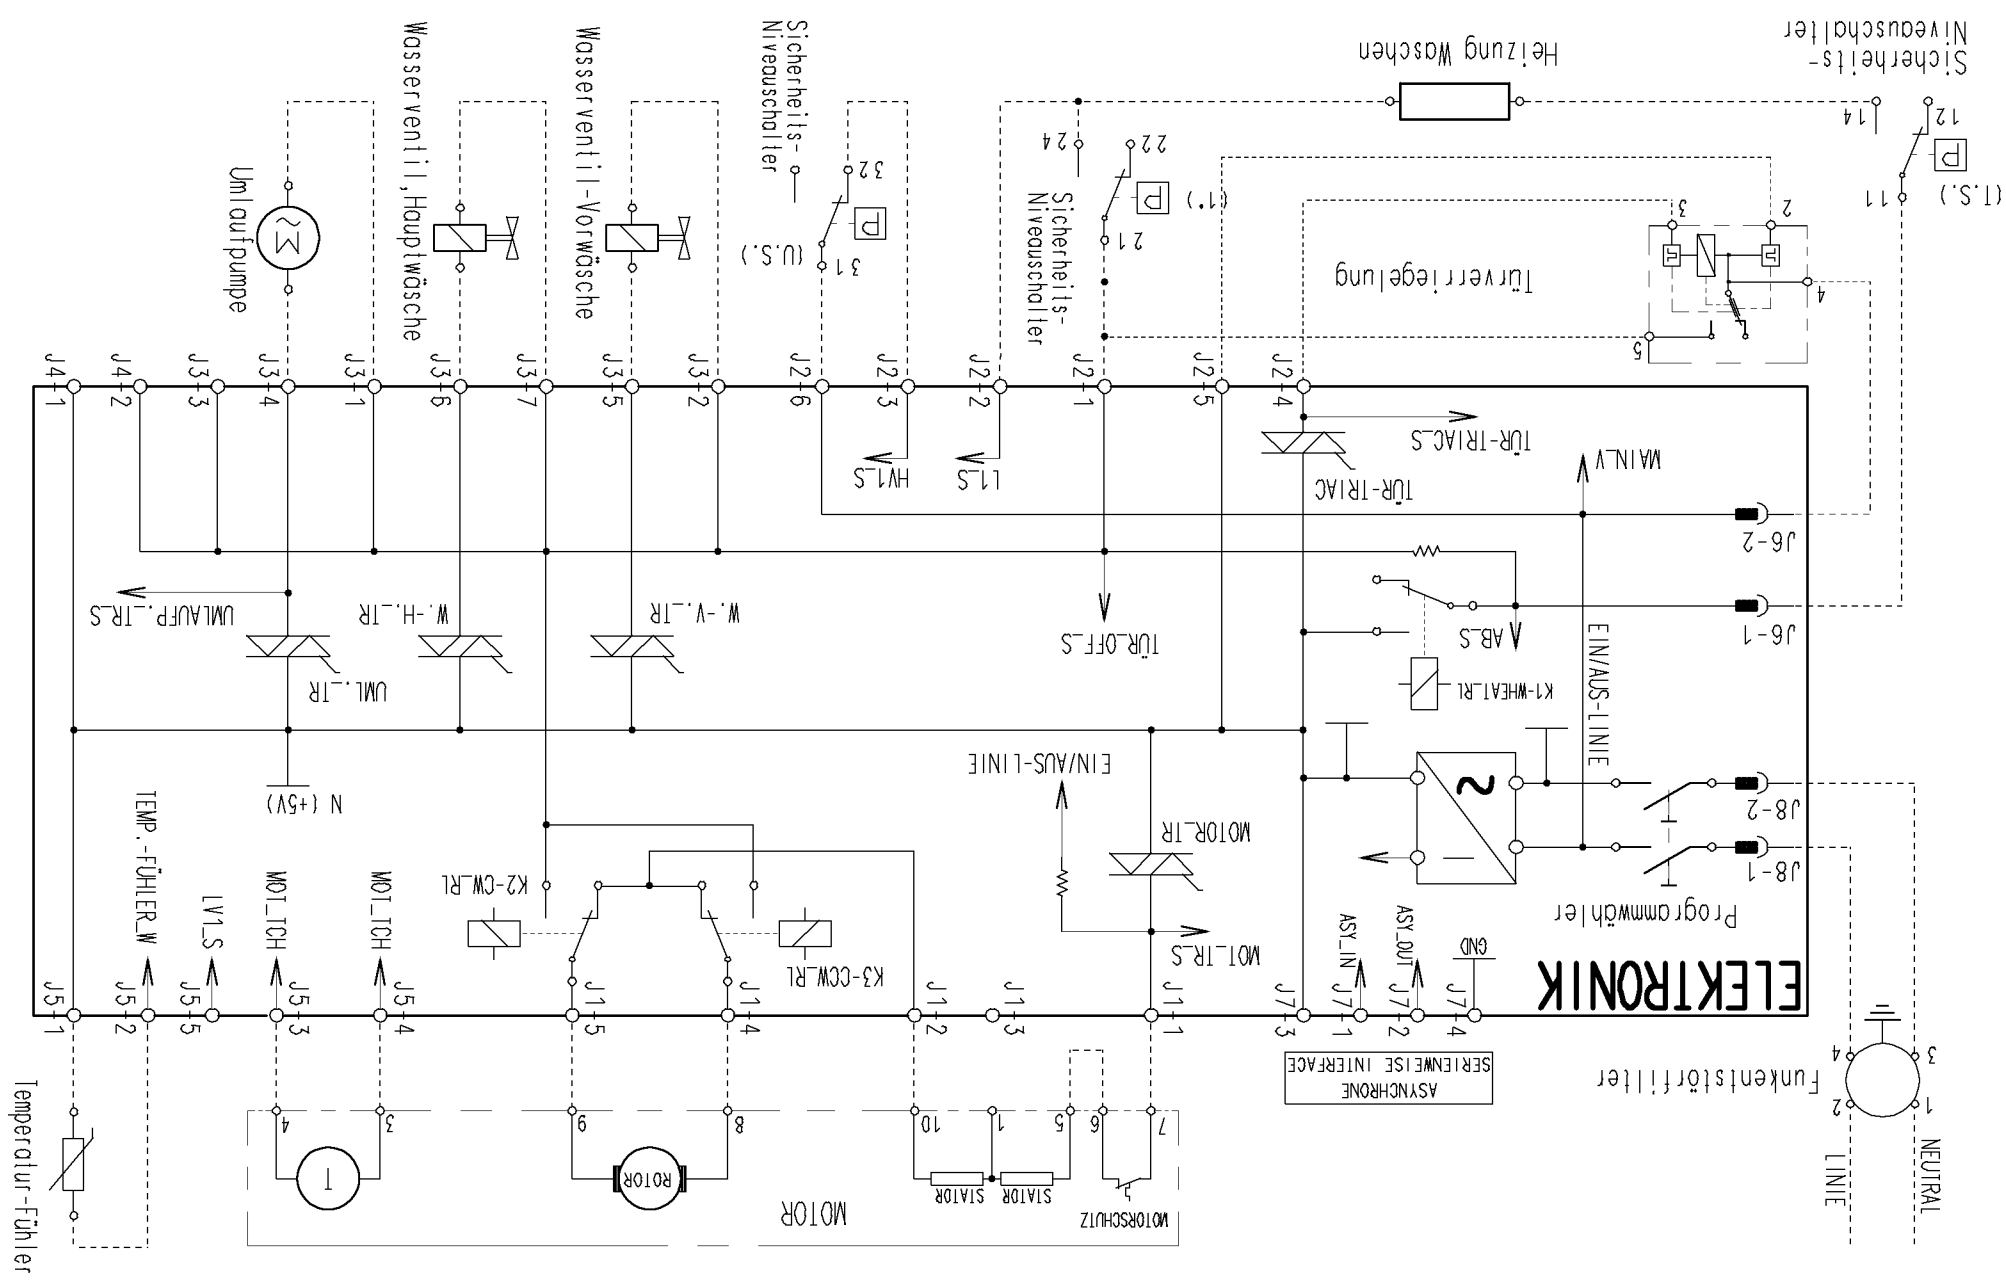 Umlaufpumpe
Wasserventil,Hauptwäsche
Wasserventil-Vorwäsche
Sicherheits-
Niveauschalter
32
31
(U.S.)
P
24
22
21
(1°)
P
Sicherheits-
Niveauschalter
Heizung Waschen
Sicherheits-
Niveauschalter
14
12
11
(I.S.)
P
Türverriegelung
3
2
4
5
J4-1
J4-2
J3-3
J3-4
J3-1
J3-6
J3-7
J3-5
J3-2
J2-6
J2-3
J2-2
J2-1
J2-5
J2-4
HV1_S
L1_S
TÜR-TRIAC_S
TÜR-TRIAC
MAIN_V
J6-2
J6-1
UMLAUFP._TR_S
UML._TR
W.-H._TR
W.-V._TR
TÜR_OFF_S
AB_S
K1-WHEAT_RL
EIN/AUS-LINIE
N (+5V)
EIN/AUS-LINIE
MOTOR_TR
MOT_TR_S
TEMP.-FÜHLER_W
LV1_S
MOT_TCH
MOT_TCH
K2-CW_RL
K3-CCW_RL
ASY_IN
ASY_OUT
GND
Programmwähler
J8-2
J8-1
ELEKTRONIK
J5-1
J5-2
J5-5
J5-3
J5-4
J1-5
J1-4
J1-2
J1-3
J1-1
J7-3
J7-1
J7-2
J7-4
ASYNCHRONE
SERIENWEISE INTERFACE
Funkentstörfilter
4
3
2
1
LINIE
NEUTRAL
Temperatur-Fühler
4
3
9
8
10
1
5
6
7
T
M
ROTOR
STATOR
STATOR
MOTORSCHUTZ
MOTOR